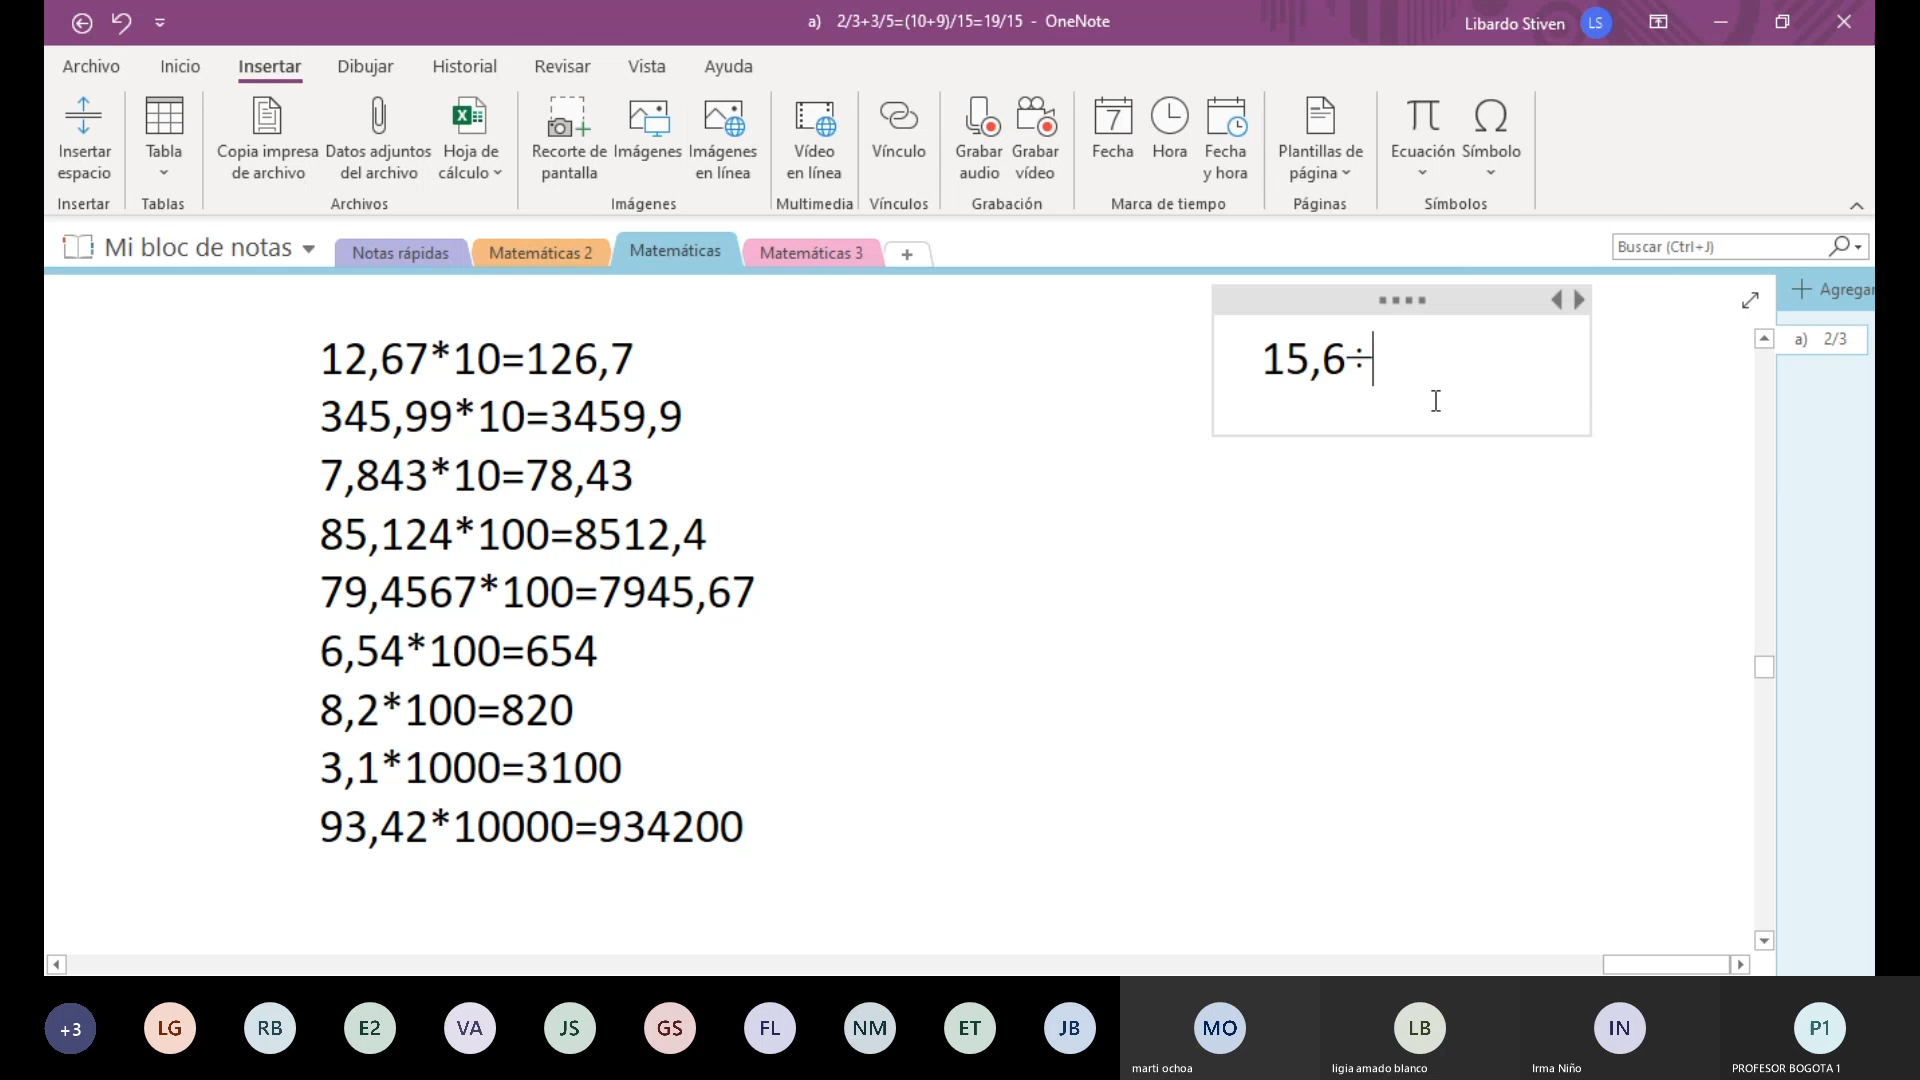 a) 2/3+3/5=(10+9)/15=19/15 - OneNote
Libardo Stiven
LS
Archivo
Inicio
Insertar
Dibujar
Historial
Revisar
Vista
Ayuda
Insertar espacio
Tabla
Copia impresa de archivo
Datos adjuntos del archivo
Hoja de cálculo
Recorte de pantalla
Imágenes
Imágenes en línea
Vídeo en línea
Vínculo
Grabar audio
Grabar vídeo
7
Fecha
Hora
Fecha y hora
Plantillas de página
π
Ecuación
Ω
Símbolo
Insertar
Tablas
Archivos
Imágenes
Multimedia
Vínculos
Grabación
Marca de tiempo
Páginas
Símbolos
Mi bloc de notas
Notas rápidas
Matemáticas 2
Matemáticas
Matemáticas 3
+
Buscar (Ctrl+J)
Agregar
a) 2/3
12,67*10=126,7
345,99*10=3459,9
7,843*10=78,43
85,124*100=8512,4
79,4567*100=7945,67
6,54*100=654
8,2*100=820
3,1*1000=3100
93,42*10000=934200
15,6÷
+3
LG
RB
E2
VA
JS
GS
FL
NM
ET
JB
MO
marti ochoa
LB
ligia amado blanco
IN
Irma Niño
P1
PROFESOR BOGOTA 1